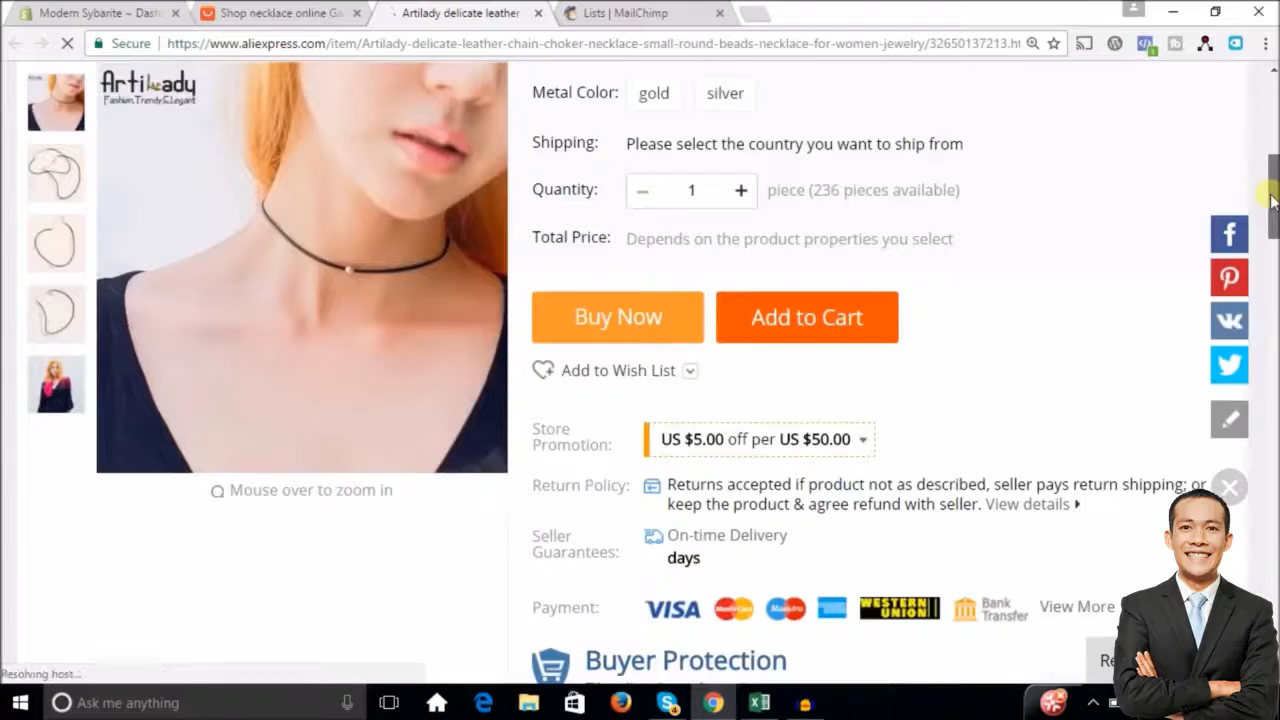 Modern Sybarite ~ Dash
Shop necklace online Ga
Artilady delicate leather
Lists | MailChimp
Secure
https://www.aliexpress.com/item/Artilady-delicate-leather-chain-choker-necklace-small-round-beads-necklace-for-women-jewelry/32650137213.ht
Artilady
Fashion.Trendy.Elegant
Metal Color: gold silver
Shipping: Please select the country you want to ship from
Quantity: − 1 + piece (236 pieces available)
Total Price: Depends on the product properties you select
Buy Now Add to Cart
Add to Wish List
Store
Promotion:
US $5.00 off per US $50.00
Mouse over to zoom in
Return Policy: Returns accepted if product not as described, seller pays return shipping; or
keep the product & agree refund with seller. View details
Seller
Guarantees:
On-time Delivery
days
Payment: VISA MasterCard Maestro WESTERN UNION Bank Transfer View More
Buyer Protection
Re
Resolving host...
Ask me anything